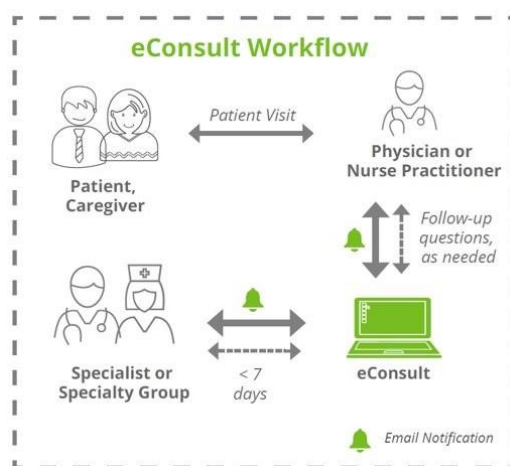 eConsult Workflow
Patient Visit
Patient,
Caregiver
Physician or
Nurse Practitioner
Follow-up
questions,
as needed
Specialist or
Specialty Group
< 7
days
eConsult
Email Notification